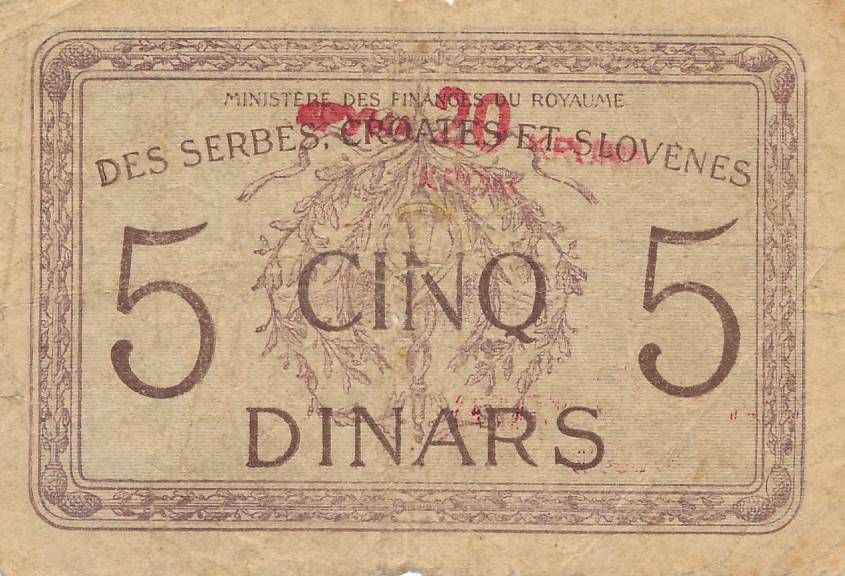 MINISTÈRE DES FINANCES DU ROYAUME
20
DES SERBES, CROATES ET SLOVÈNES
5 CINQ 5
DINARS